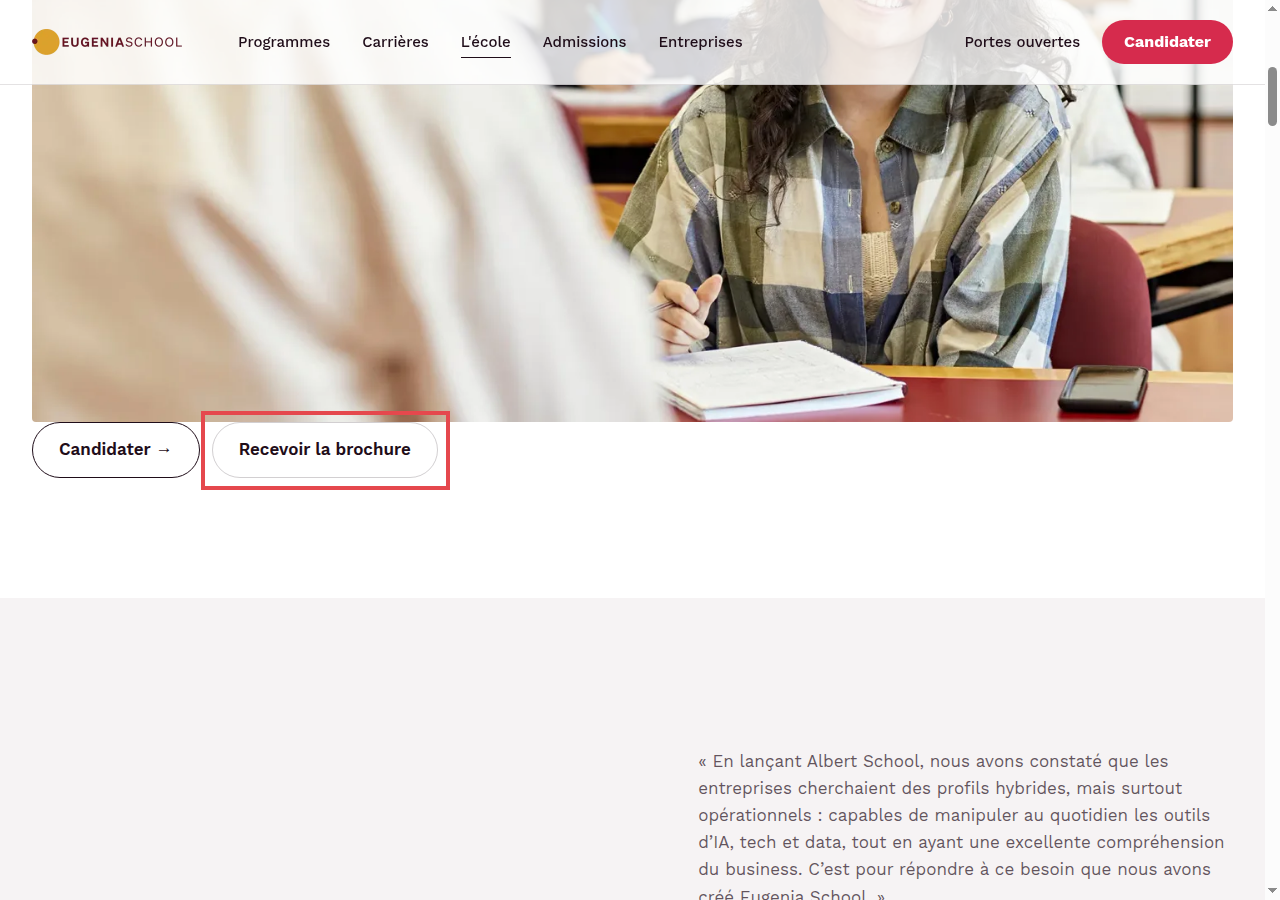 EUGENIASCHOOL
Programmes
Carrières
L'école
Admissions
Entreprises
Portes ouvertes
Candidater
Candidater →
Recevoir la brochure
« En lançant Albert School, nous avons constaté que les
entreprises cherchaient des profils hybrides, mais surtout
opérationnels : capables de manipuler au quotidien les outils
d’IA, tech et data, tout en ayant une excellente compréhension
du business. C’est pour répondre à ce besoin que nous avons
créé Eugenia School. »